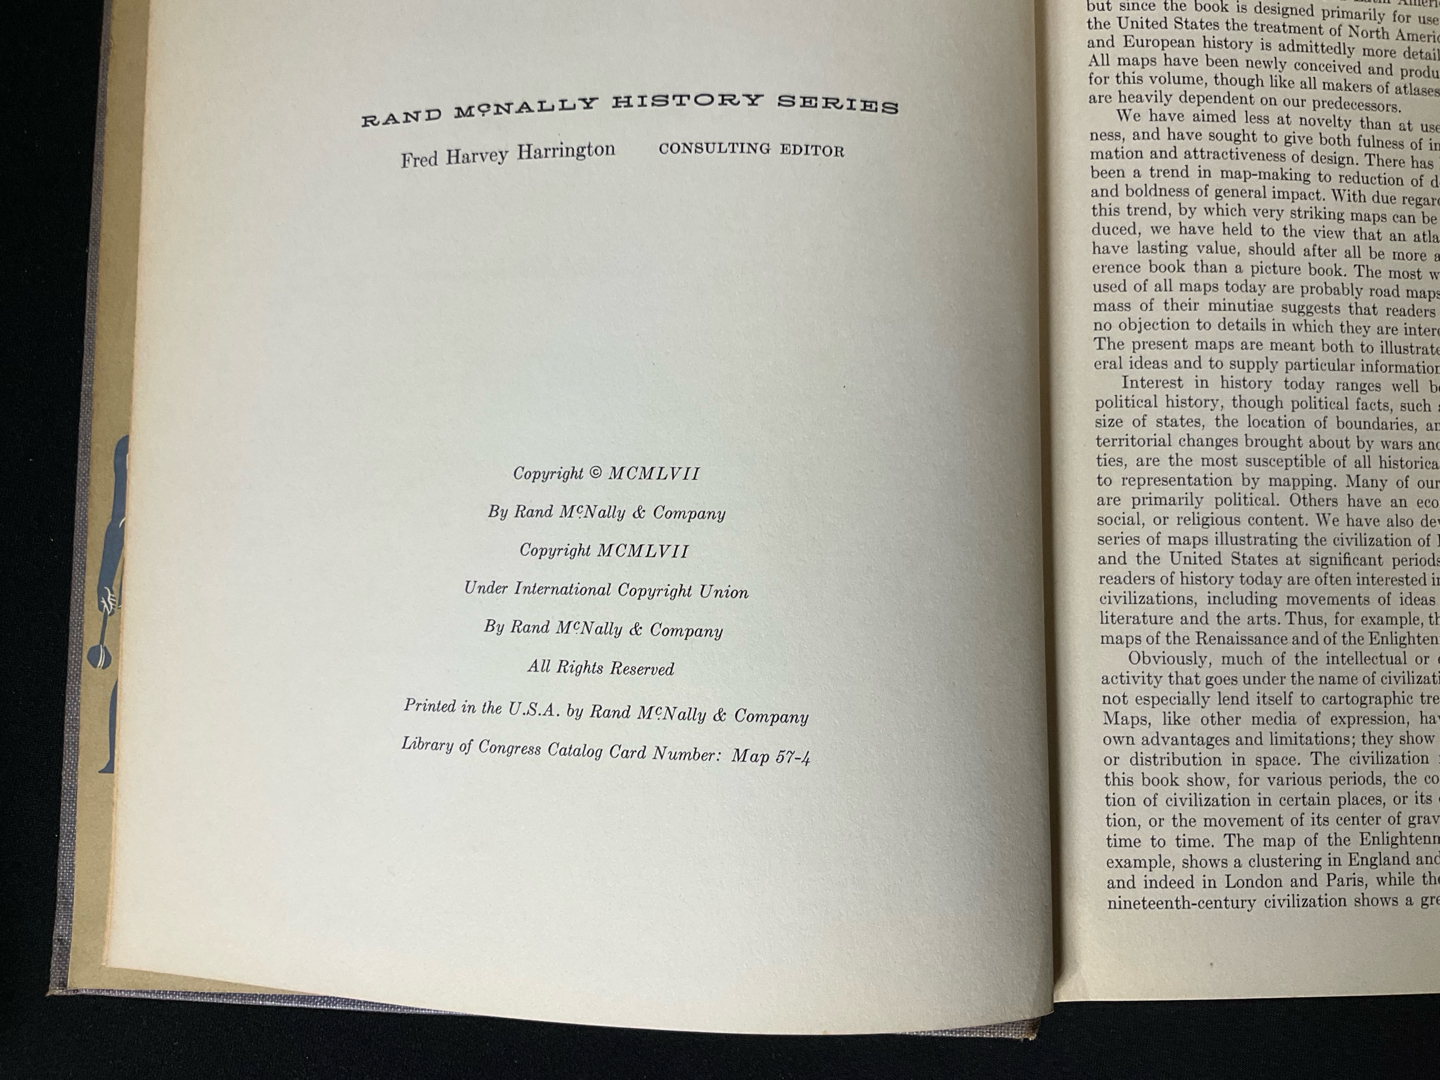 RAND McNALLY HISTORY SERIES
Fred Harvey Harrington CONSULTING EDITOR
Copyright © MCMLVII
By Rand McNally & Company
Copyright MCMLVII
Under International Copyright Union
By Rand McNally & Company
All Rights Reserved
Printed in the U.S.A. by Rand McNally & Company
Library of Congress Catalog Card Number: Map 57-4
but since the book is designed primarily for use
the United States the treatment of North Americ
and European history is admittedly more detail
All maps have been newly conceived and produ
for this volume, though like all makers of atlases
are heavily dependent on our predecessors.
We have aimed less at novelty than at use
ness, and have sought to give both fulness of in
mation and attractiveness of design. There has
been a trend in map-making to reduction of d
and boldness of general impact. With due regar
this trend, by which very striking maps can be
duced, we have held to the view that an atla
have lasting value, should after all be more a
erence book than a picture book. The most w
used of all maps today are probably road maps
mass of their minutiae suggests that readers
no objection to details in which they are intere
The present maps are meant both to illustrate
eral ideas and to supply particular information
Interest in history today ranges well be
political history, though political facts, such
size of states, the location of boundaries, an
territorial changes brought about by wars and
ties, are the most susceptible of all historica
to representation by mapping. Many of our
are primarily political. Others have an eco
social, or religious content. We have also dev
series of maps illustrating the civilization of
and the United States at significant periods
readers of history today are often interested in
civilizations, including movements of ideas
literature and the arts. Thus, for example, th
maps of the Renaissance and of the Enlighten
Obviously, much of the intellectual or
activity that goes under the name of civilizati
not especially lend itself to cartographic tre
Maps, like other media of expression, hav
own advantages and limitations; they show
or distribution in space. The civilization
this book show, for various periods, the co
tion of civilization in certain places, or its
tion, or the movement of its center of grav
time to time. The map of the Enlightenm
example, shows a clustering in England and
and indeed in London and Paris, while the
nineteenth-century civilization shows a gre